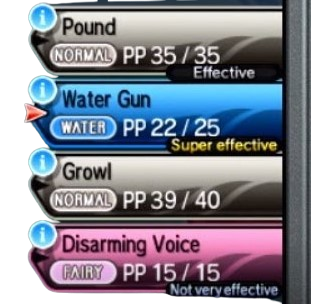 Pound
NORMAL PP 35 / 35
Effective
Water Gun
WATER PP 22 / 25
Super effective
Growl
NORMAL PP 39 / 40
Disarming Voice
FAIRY PP 15 / 15
Not very effective